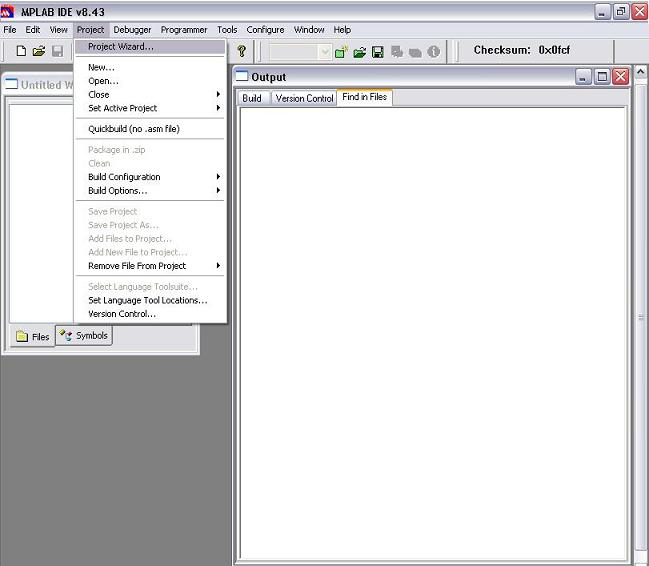 MPLAB IDE v8.43
File Edit View Project Debugger Programmer Tools Configure Window Help
Checksum: 0x0fcf
Project Wizard...
New...
Open...
Close
Set Active Project
Quickbuild (no .asm file)
Package in .zip
Clean
Build Configuration
Build Options...
Save Project
Save Project As...
Add Files to Project...
Add New File to Project...
Remove File From Project
Select Language Toolsuite...
Set Language Tool Locations...
Version Control...
Untitled W
Files Symbols
Output
Build Version Control Find in Files